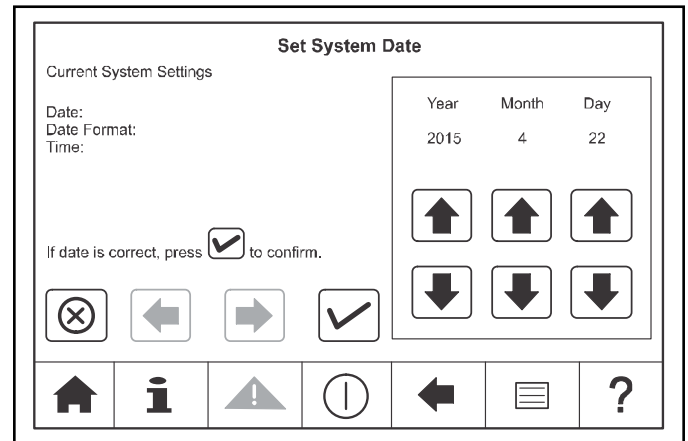 Set System Date
Current System Settings
Date:
Date Format:
Time:
Year Month Day
2015 4 22
If date is correct, press to confirm.
i
?